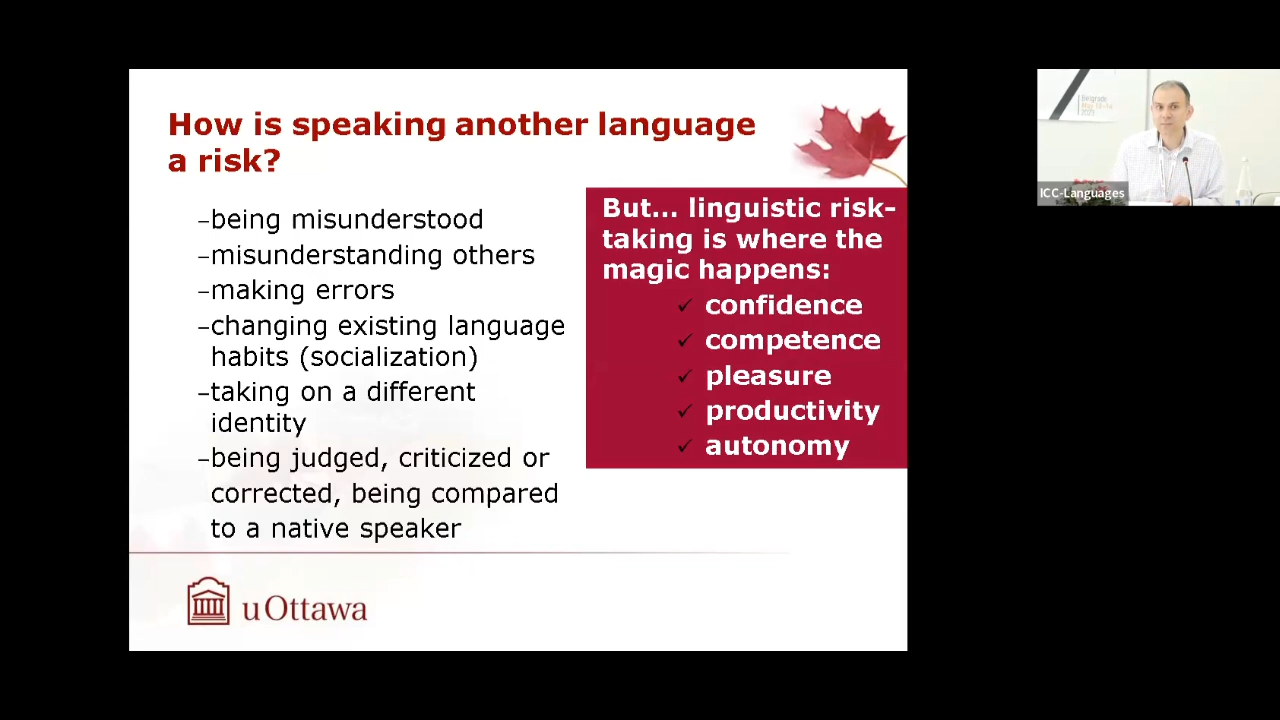 How is speaking another language
a risk?
–being misunderstood
–misunderstanding others
–making errors
–changing existing language
habits (socialization)
–taking on a different
identity
–being judged, criticized or
corrected, being compared
to a native speaker
But... linguistic risk-
taking is where the
magic happens:
✓ confidence
✓ competence
✓ pleasure
✓ productivity
✓ autonomy
uOttawa
Belgrade
ICC-Languages